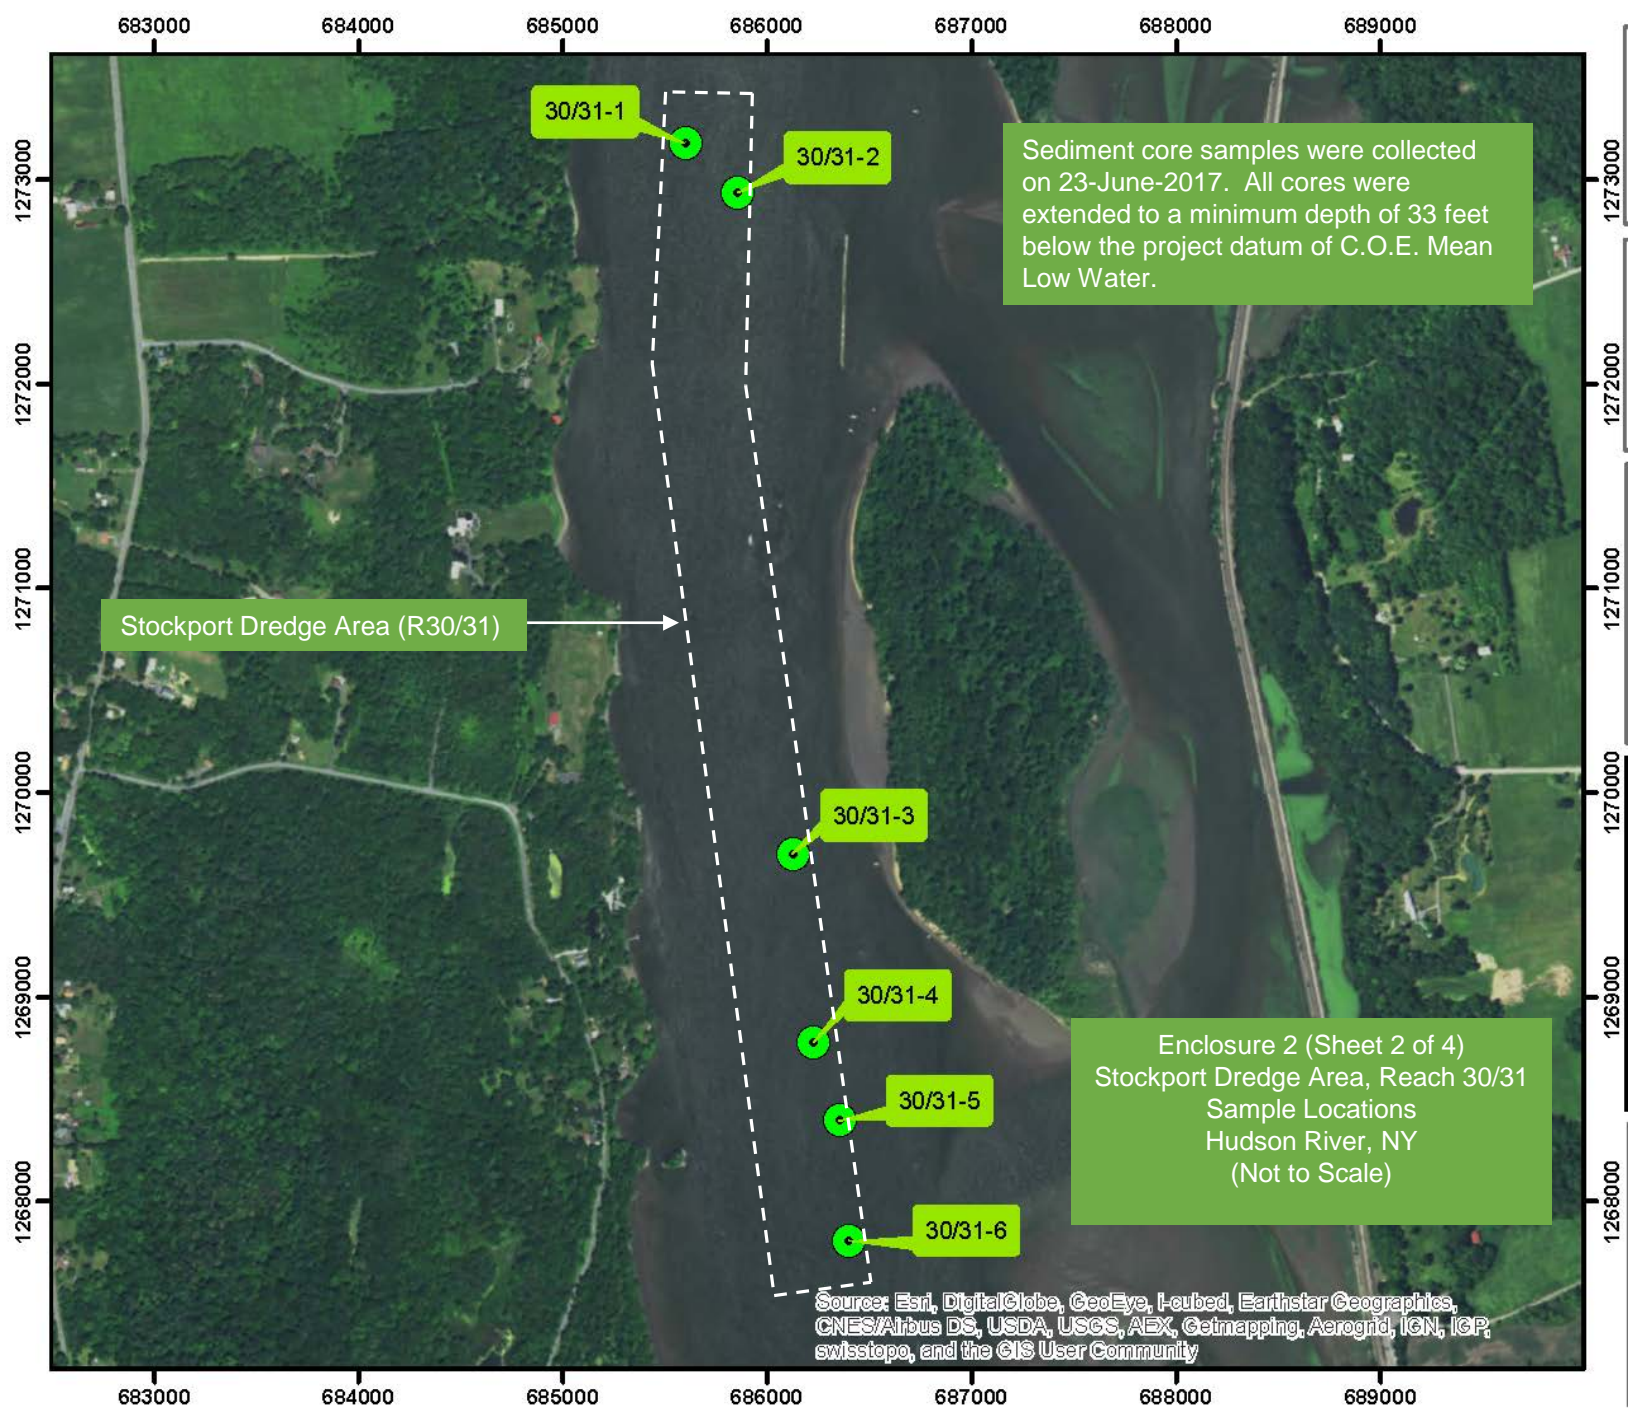 683000 684000 685000 686000 687000 688000 689000
30/31-1
30/31-2
Sediment core samples were collected
on 23-June-2017.  All cores were
extended to a minimum depth of 33 feet
below the project datum of C.O.E. Mean
Low Water.
1273000 1273000
1272000 1272000
1271000 1271000
Stockport Dredge Area (R30/31)
1270000 1270000
30/31-3
1269000 1269000
30/31-4
Enclosure 2 (Sheet 2 of 4)
Stockport Dredge Area, Reach 30/31
Sample Locations
Hudson River, NY
(Not to Scale)
30/31-5
1268000 1268000
30/31-6
Source: Esri, DigitalGlobe, GeoEye, i-cubed, Earthstar Geographics,
CNES/Airbus DS, USDA, USGS, AEX, Getmapping, Aerogrid, IGN, IGP,
swisstopo, and the GIS User Community
683000 684000 685000 686000 687000 688000 689000